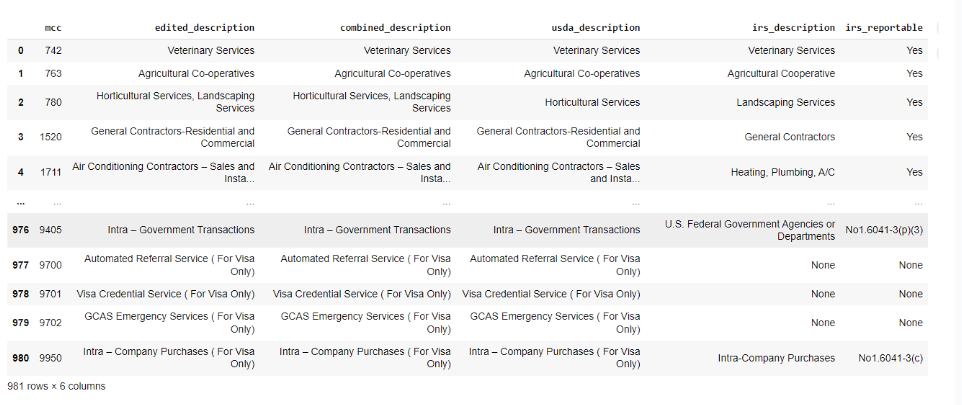 mcc edited_description combined_description usda_description irs_description irs_reportable
0 742 Veterinary Services Veterinary Services Veterinary Services Veterinary Services Yes
1 763 Agricultural Co-operatives Agricultural Co-operatives Agricultural Co-operatives Agricultural Cooperative Yes
2 780 Horticultural Services, Landscaping Services Horticultural Services, Landscaping Services Horticultural Services Landscaping Services Yes
3 1520 General Contractors-Residential and Commercial General Contractors-Residential and Commercial General Contractors-Residential and Commercial General Contractors Yes
4 1711 Air Conditioning Contractors – Sales and Insta... Air Conditioning Contractors – Sales and Insta... Air Conditioning Contractors – Sales and Insta... Heating, Plumbing, A/C Yes
... ... ... ... ... ... ...
976 9405 Intra – Government Transactions Intra – Government Transactions Intra – Government Transactions U.S. Federal Government Agencies or Departments No1.6041-3(p)(3)
977 9700 Automated Referral Service ( For Visa Only) Automated Referral Service ( For Visa Only) Automated Referral Service ( For Visa Only) None None
978 9701 Visa Credential Service ( For Visa Only) Visa Credential Service ( For Visa Only) Visa Credential Service ( For Visa Only) None None
979 9702 GCAS Emergency Services ( For Visa Only) GCAS Emergency Services ( For Visa Only) GCAS Emergency Services ( For Visa Only) None None
980 9950 Intra – Company Purchases ( For Visa Only) Intra – Company Purchases ( For Visa Only) Intra – Company Purchases ( For Visa Only) Intra-Company Purchases No1.6041-3(c)
981 rows × 6 columns